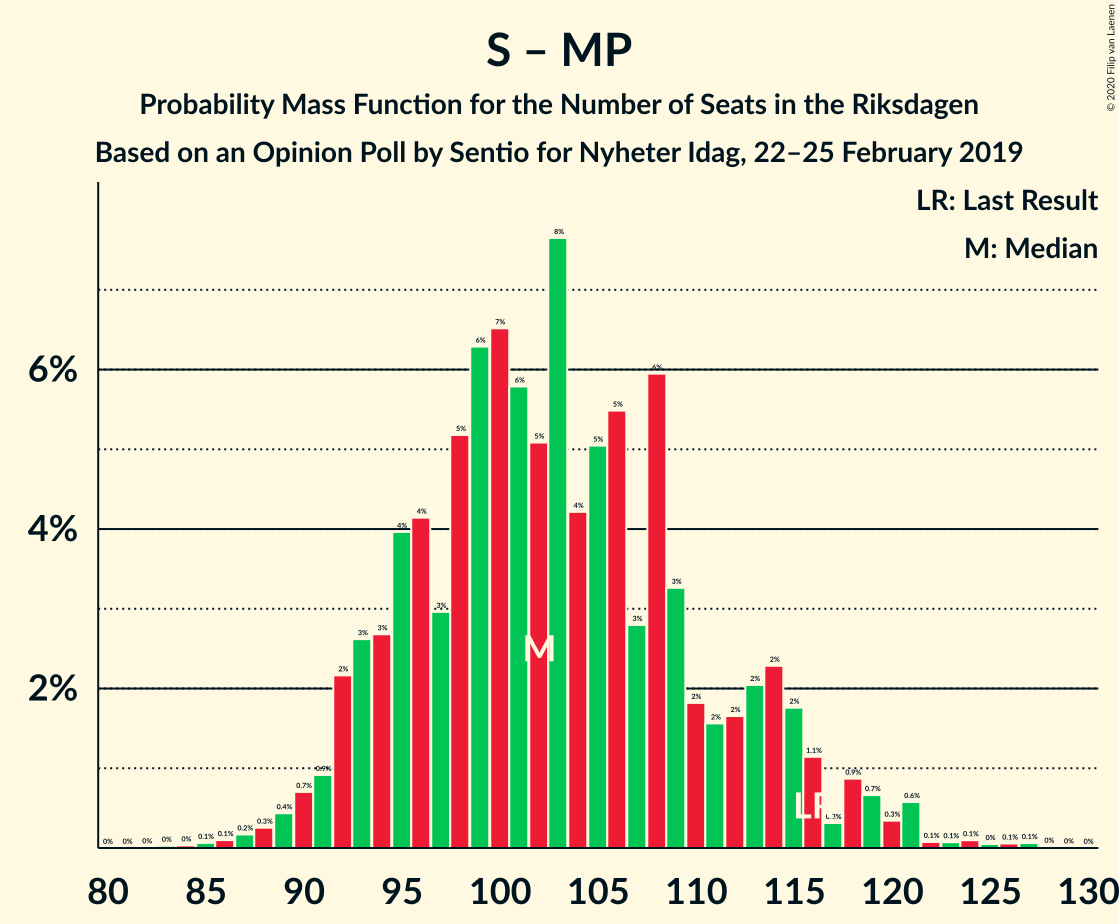 S – MP
Probability Mass Function for the Number of Seats in the Riksdagen
Based on an Opinion Poll by Sentio for Nyheter Idag, 22–25 February 2019
© 2020 Filip van Laenen
LR: Last Result
M: Median
6%
4%
2%
0% 0% 0% 0% 0% 0.1% 0.1% 0.2% 0.3% 0.4% 0.7% 0.9% 2% 3% 3% 4% 4% 3% 5% 6% 7% 6% 5% 8% 4% 5% 5% 3% 6% 3% 2% 2% 2% 2% 2% 2% 1.1% 0.3% 0.9% 0.7% 0.3% 0.6% 0.1% 0.1% 0.1% 0% 0.1% 0.1% 0% 0% 0%
M
LR
80 85 90 95 100 105 110 115 120 125 130